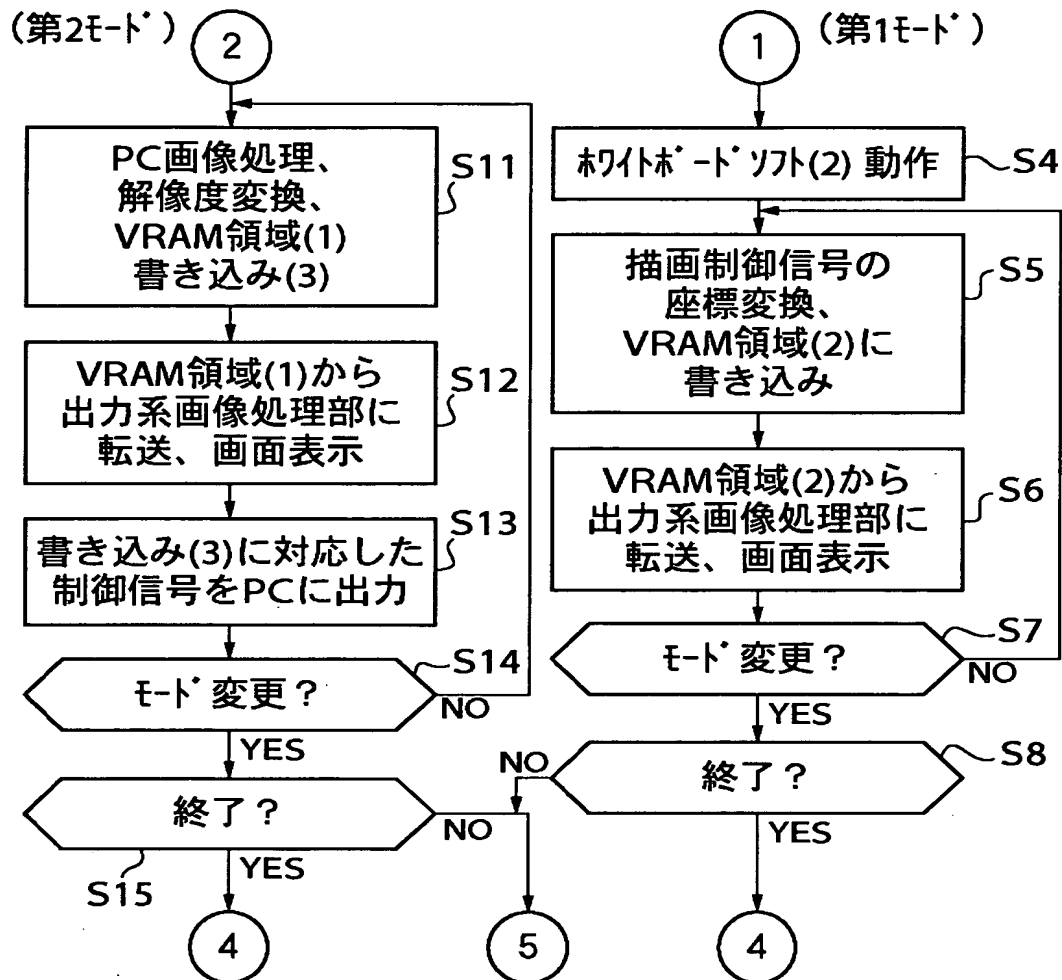 (第2ﾓｰﾄﾞ)
2
PC画像処理、
解像度変換、
VRAM領域(1)
書き込み(3)
S11
VRAM領域(1)から
出力系画像処理部に
転送、画面表示
S12
書き込み(3)に対応した
制御信号をPCに出力
S13
ﾓｰﾄﾞ変更?
S14
NO
YES
終了?
NO
YES
S15
4
5
(第1ﾓｰﾄﾞ)
1
ﾎﾜｲﾄﾎﾞｰﾄﾞｿﾌﾄ(2) 動作
S4
描画制御信号の
座標変換、
VRAM領域(2)に
書き込み
S5
VRAM領域(2)から
出力系画像処理部に
転送、画面表示
S6
ﾓｰﾄﾞ変更?
S7
NO
YES
終了?
S8
NO
YES
4